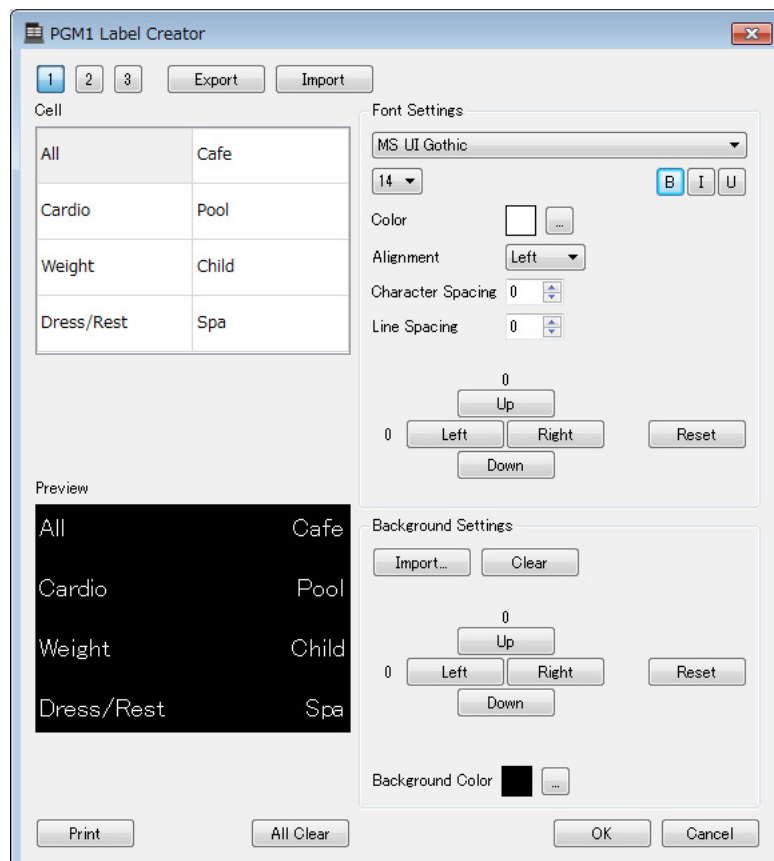 PGM1 Label Creator
1 2 3 Export Import
Cell
All Cafe
Cardio Pool
Weight Child
Dress/Rest Spa
Preview
All Cafe
Cardio Pool
Weight Child
Dress/Rest Spa
Font Settings
MS UI Gothic
14 B I U
Color ...
Alignment Left
Character Spacing 0
Line Spacing 0
0
Up
0 Left Right Reset
Down
Background Settings
Import... Clear
0
Up
0 Left Right Reset
Down
Background Color ...
Print All Clear OK Cancel